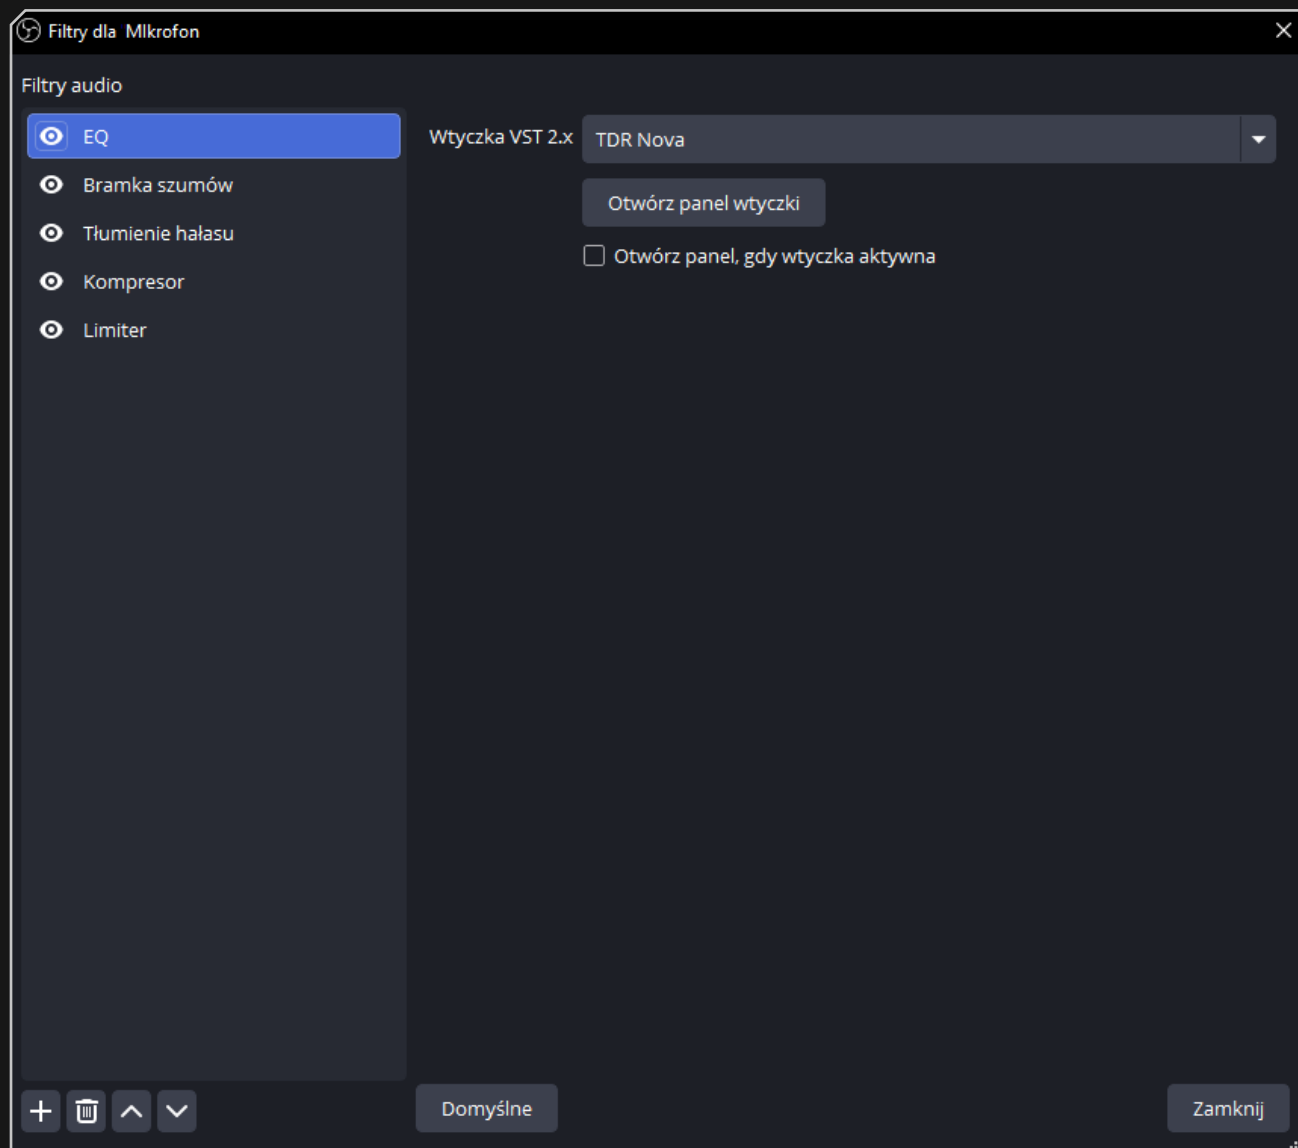 Filtry dla  MIkrofon
Filtry audio
EQ
Bramka szumów
Tłumienie hałasu
Kompresor
Limiter
Wtyczka VST 2.x
TDR Nova
Otwórz panel wtyczki
Otwórz panel, gdy wtyczka aktywna
Domyślne
Zamknij